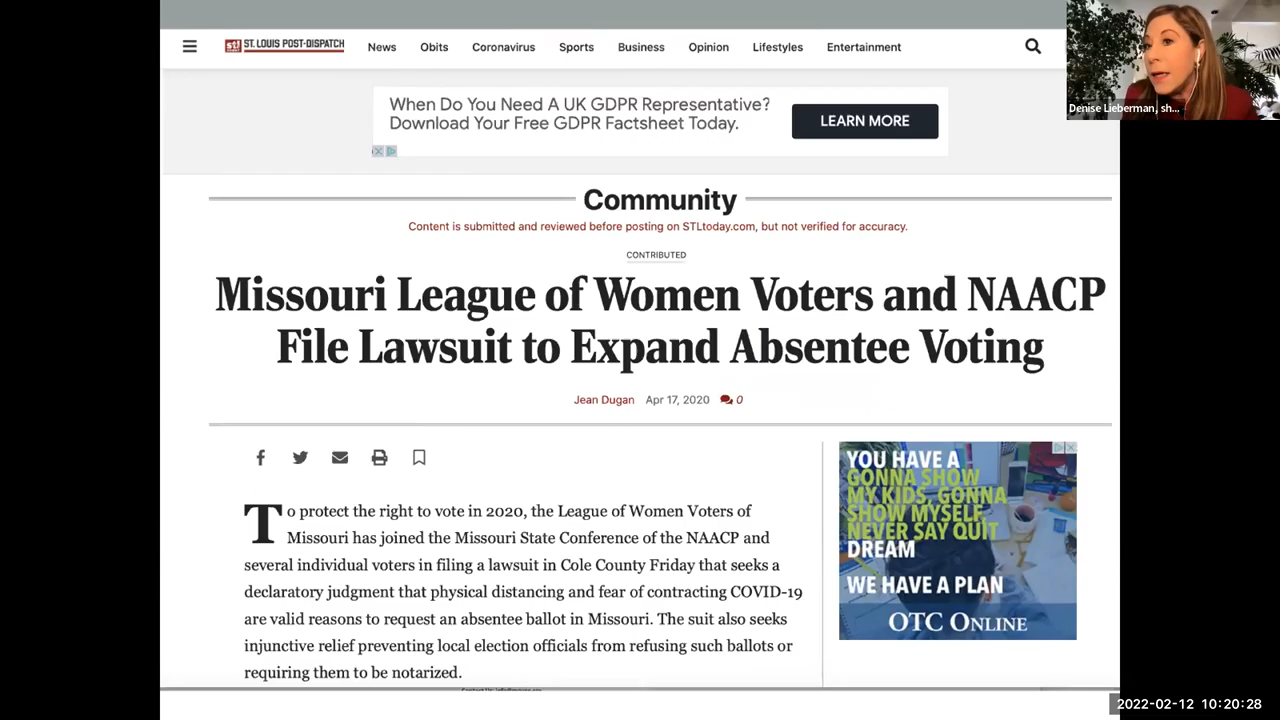 stl ST. LOUIS POST-DISPATCH News Obits Coronavirus Sports Business Opinion Lifestyles Entertainment
Denise Lieberman, sh...
When Do You Need A UK GDPR Representative?
Download Your Free GDPR Factsheet Today.
LEARN MORE
Community
Content is submitted and reviewed before posting on STLtoday.com, but not verified for accuracy.
CONTRIBUTED
Missouri League of Women Voters and NAACP
File Lawsuit to Expand Absentee Voting
Jean Dugan Apr 17, 2020 0
To protect the right to vote in 2020, the League of Women Voters of
Missouri has joined the Missouri State Conference of the NAACP and
several individual voters in filing a lawsuit in Cole County Friday that seeks a
declaratory judgment that physical distancing and fear of contracting COVID-19
are valid reasons to request an absentee ballot in Missouri. The suit also seeks
injunctive relief preventing local election officials from refusing such ballots or
requiring them to be notarized.
YOU HAVE A
GONNA SHOW
MY KIDS, GONNA
SHOW MYSELF,
NEVER SAY QUIT
DREAM
WE HAVE A PLAN
OTC ONLINE
2022-02-12 10:20:28